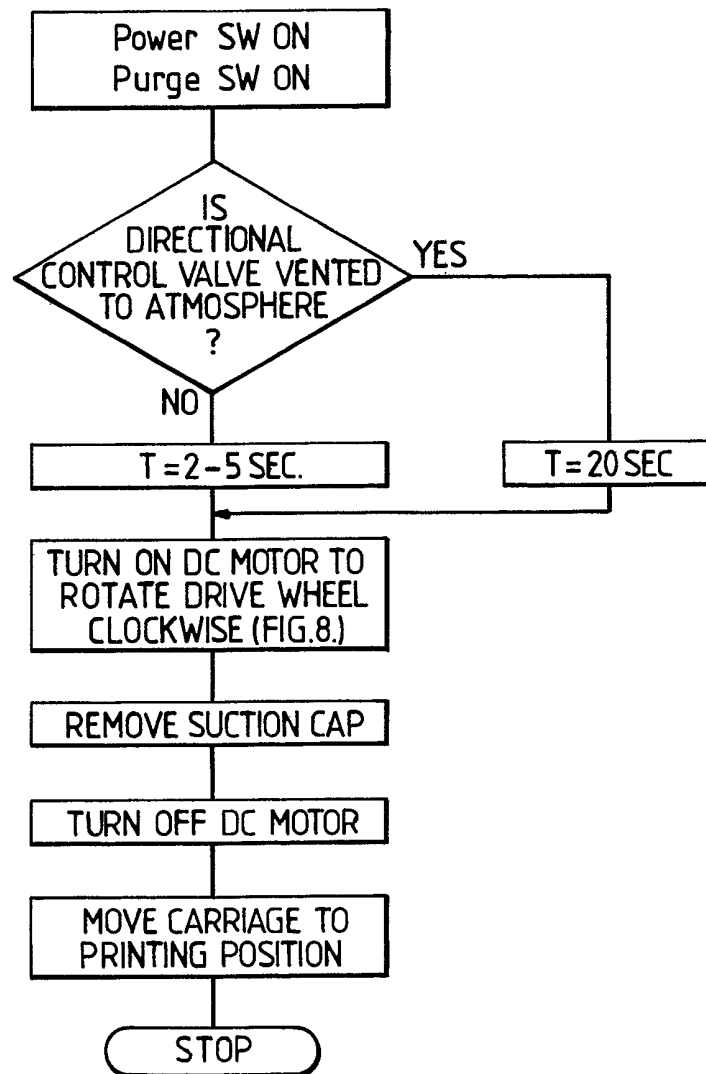 Power SW ON
Purge SW ON
IS
DIRECTIONAL
CONTROL VALVE VENTED
TO ATMOSPHERE
?
YES
NO
T = 2-5 SEC.
T = 20 SEC
TURN ON DC MOTOR TO
ROTATE DRIVE WHEEL
CLOCKWISE (FIG.8.)
REMOVE SUCTION CAP
TURN OFF DC MOTOR
MOVE CARRIAGE TO
PRINTING POSITION
STOP